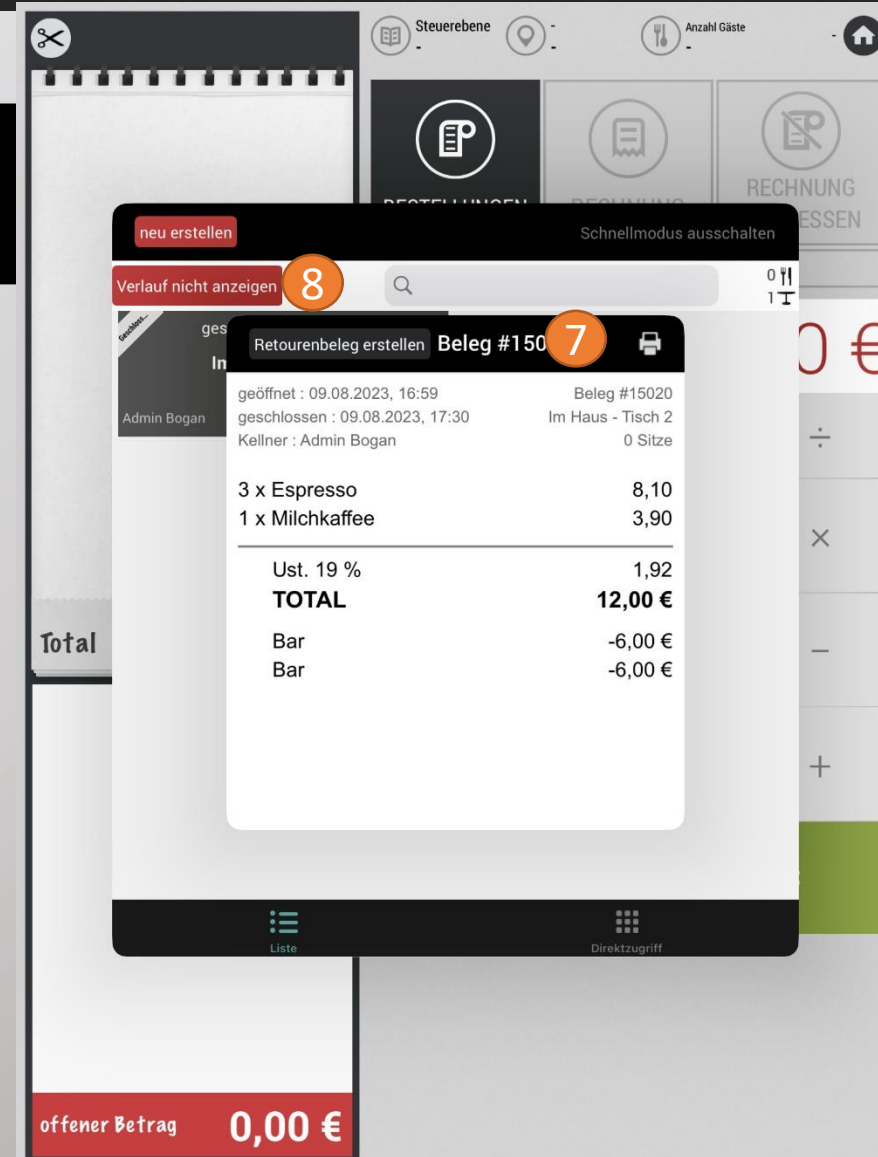 Steuerebene
-
-
-
Anzahl Gäste
-
-
RECHNUNG
neu erstellen
Schnellmodus ausschalten
Verlauf nicht anzeigen
8
0
1
Retourenbeleg erstellen
Beleg #150
7
Admin Bogan
geöffnet : 09.08.2023, 16:59
Beleg #15020
geschlossen : 09.08.2023, 17:30
Im Haus - Tisch 2
Kellner : Admin Bogan
0 Sitze
3 x Espresso 8,10
1 x Milchkaffee 3,90
Ust. 19 % 1,92
TOTAL 12,00 €
Bar -6,00 €
Bar -6,00 €
0 €
÷
×
−
+
Total
Liste
Direktzugriff
offener Betrag 0,00 €